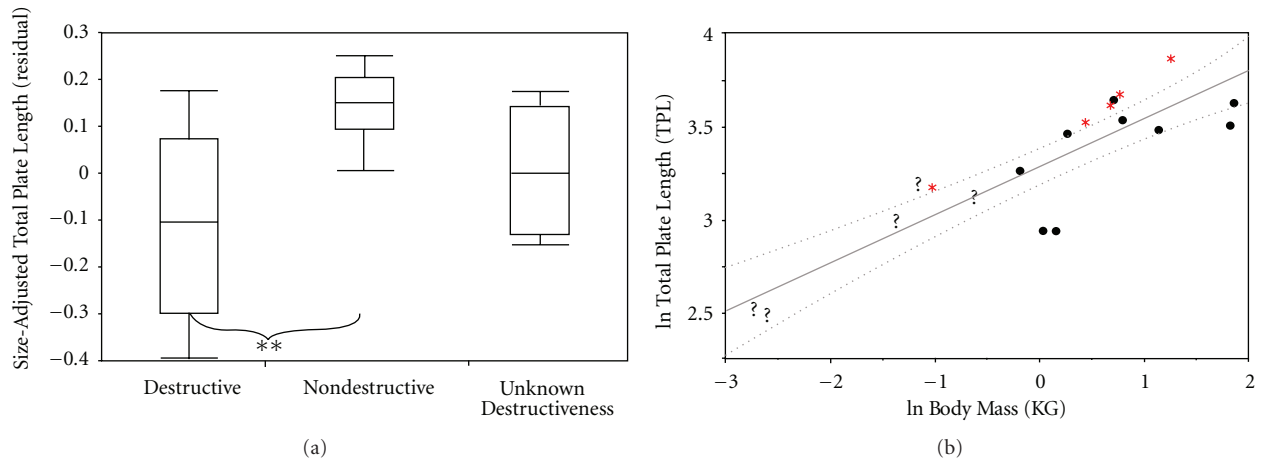 Size-Adjusted Total Plate Length (residual)
0.3
0.2
0.1
0
−0.1
−0.2
−0.3
−0.4
**
Destructive
Nondestructive
Unknown
Destructiveness
(a)
ln Total Plate Length (TPL)
4
3.5
3
2.5
?
?
?
?
?
−3
−2
−1
0
1
2
ln Body Mass (KG)
(b)